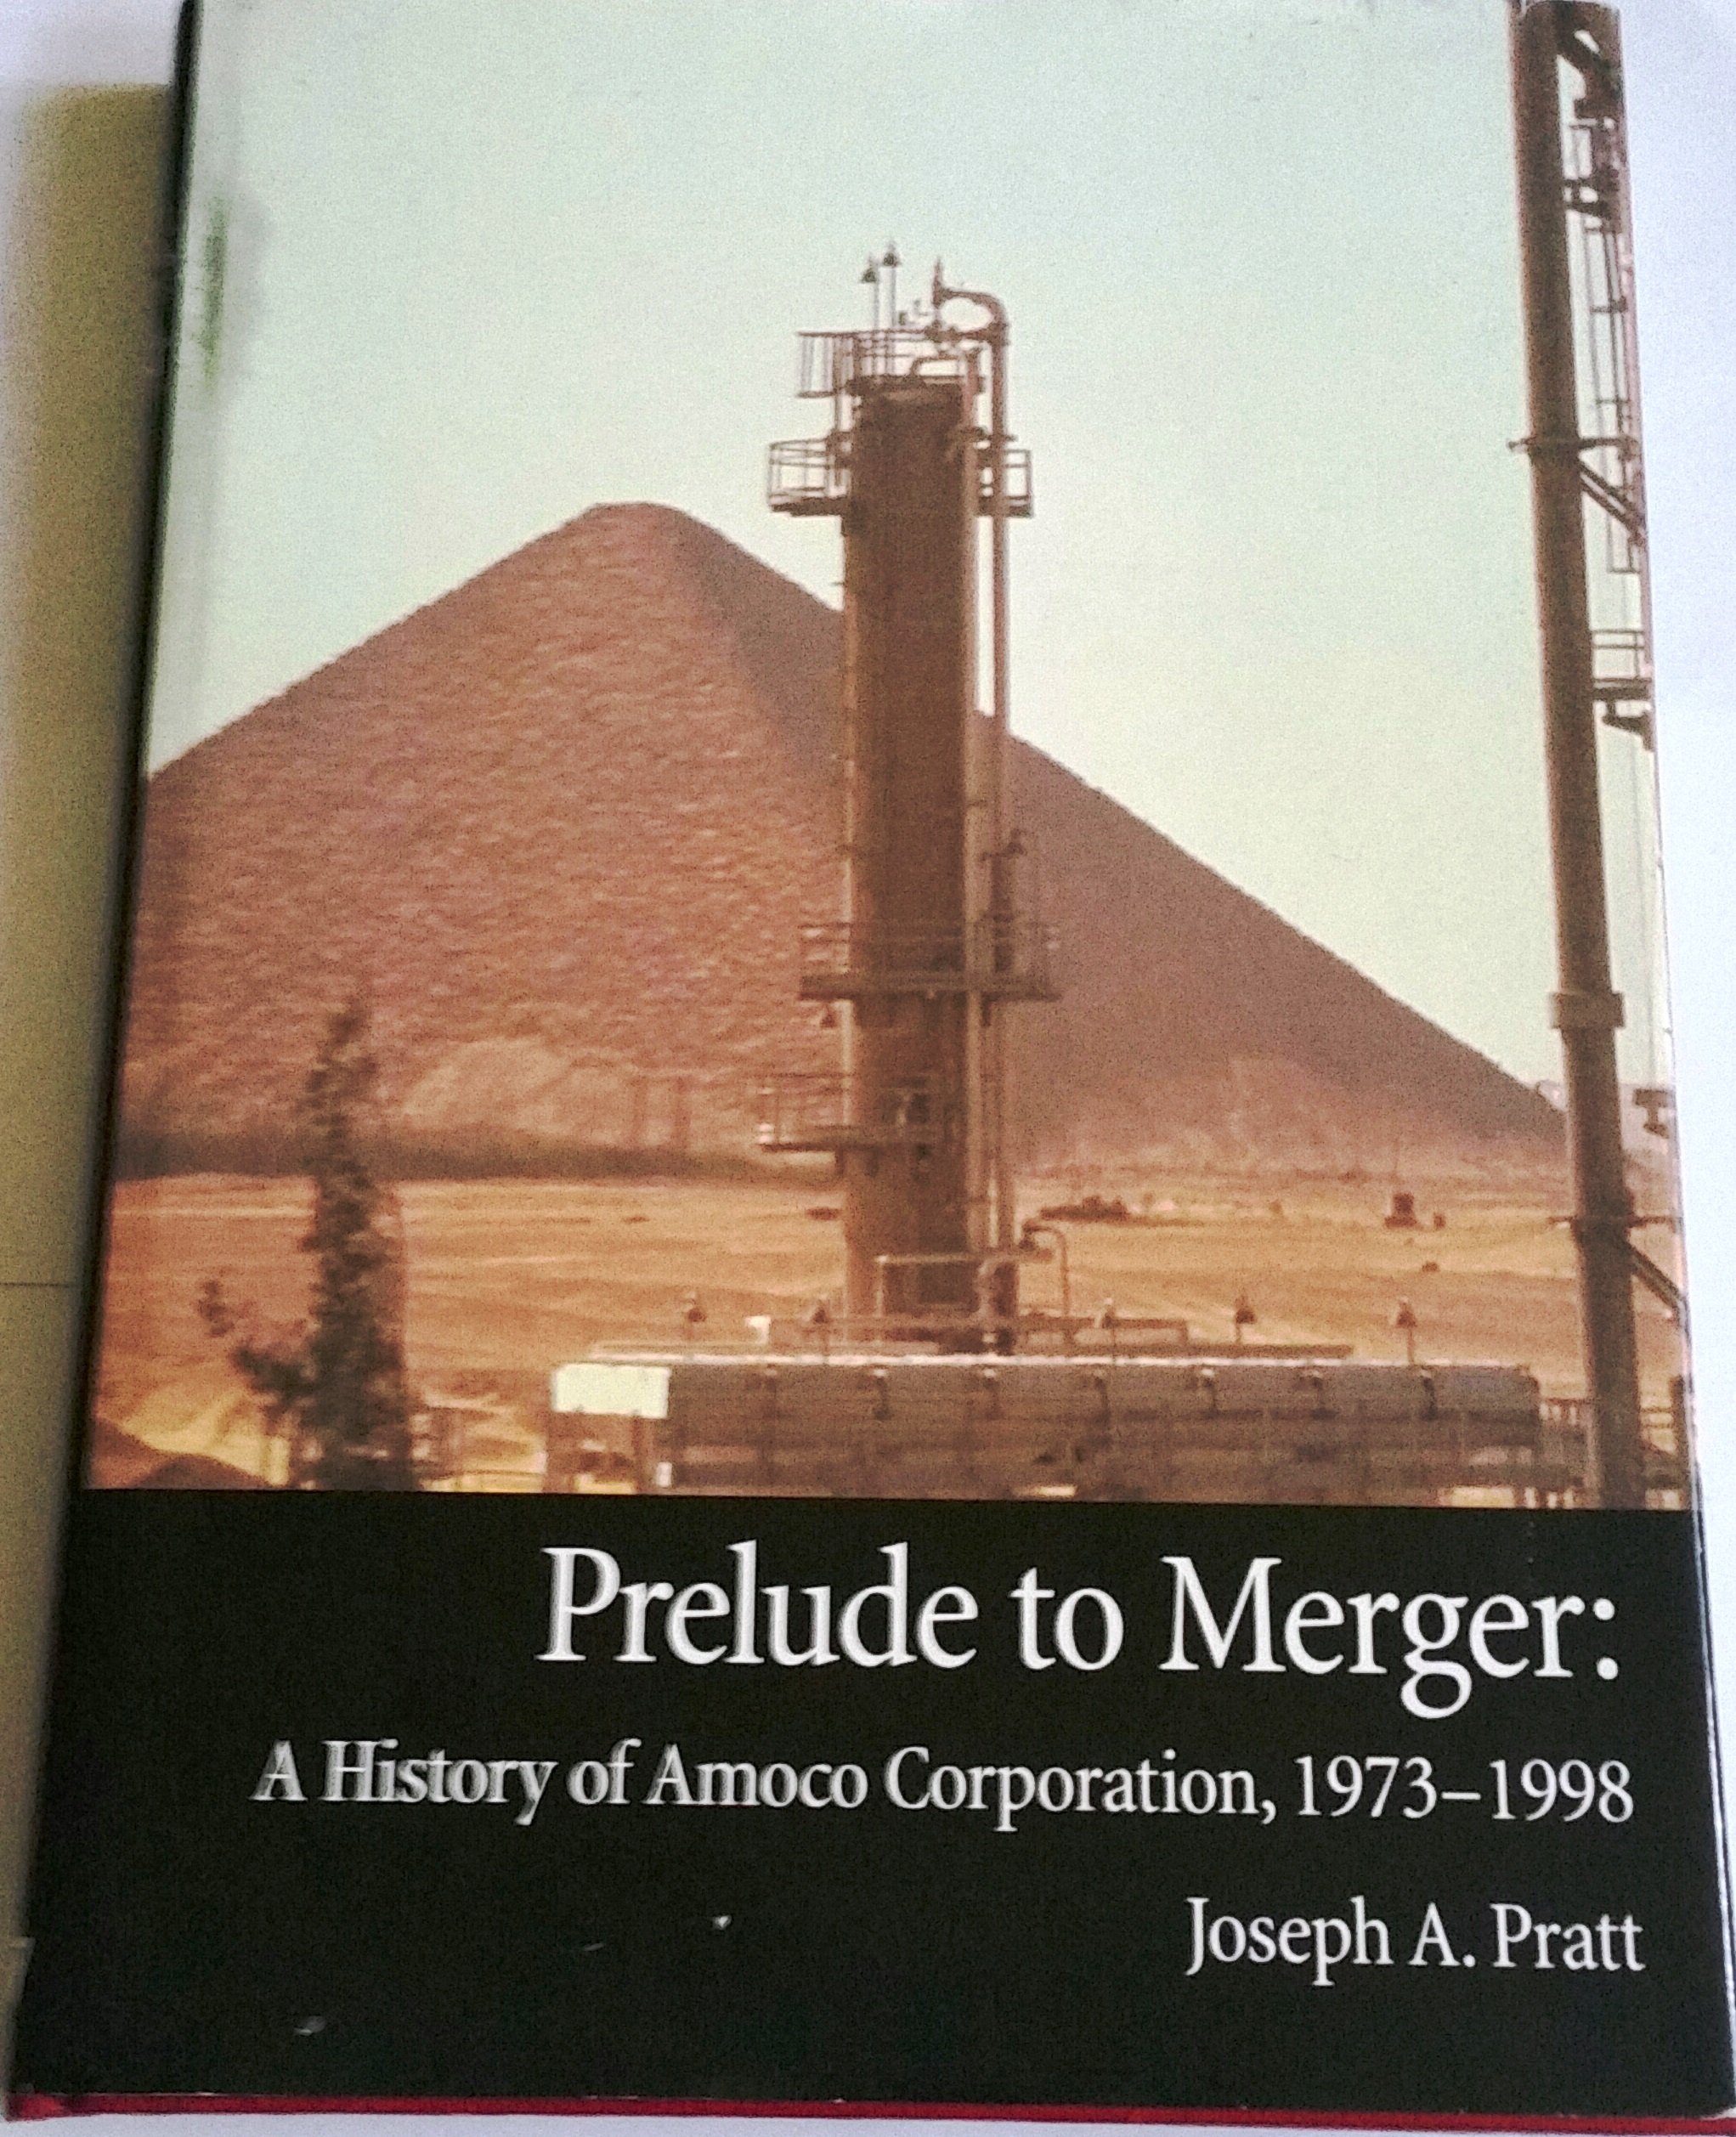 Prelude to Merger:
A History of Amoco Corporation, 1973–1998
Joseph A. Pratt